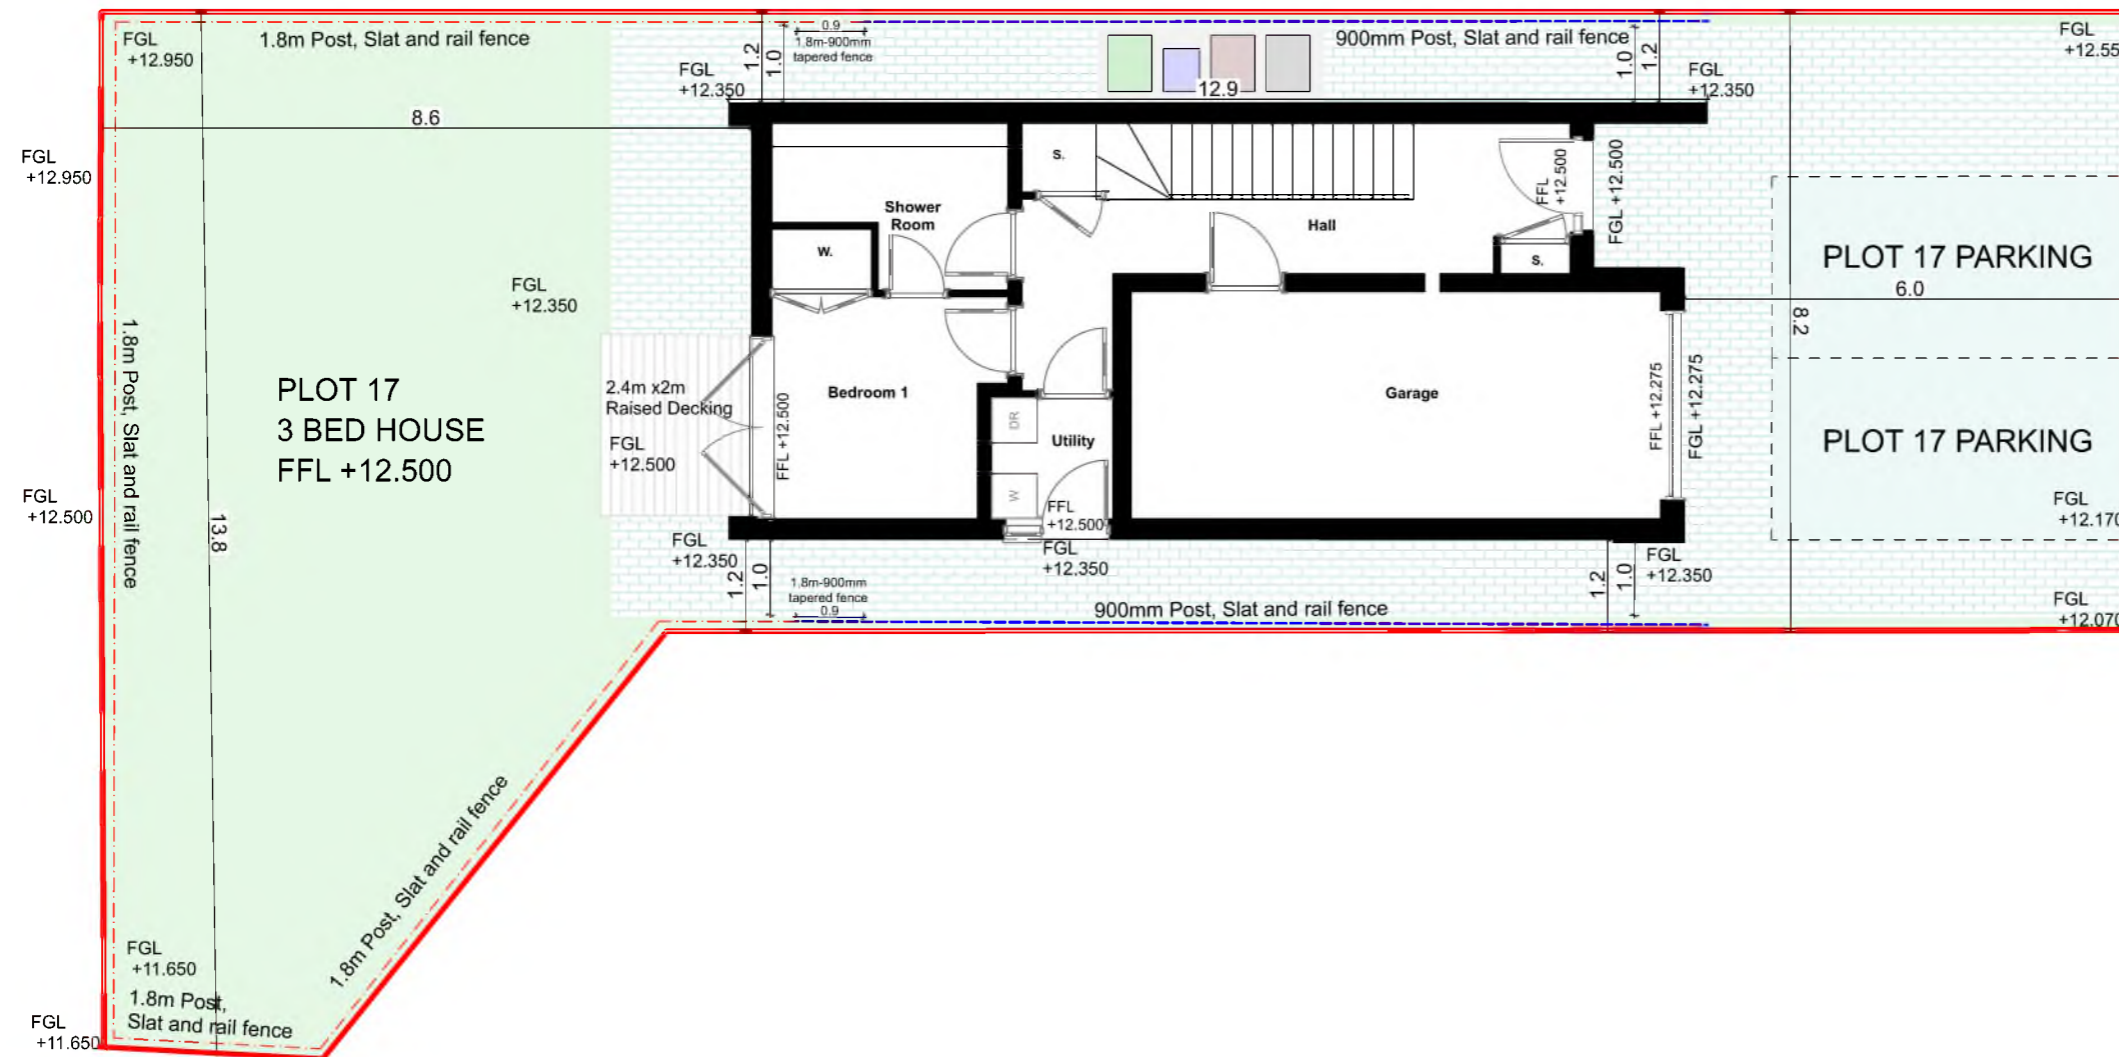 FGL
+12.950
1.8m Post, Slat and rail fence
0.9
1.8m-900mm
tapered fence
1.2
1.0
900mm Post, Slat and rail fence
1.0
1.2
FGL
+12.350
FGL
+12.350
12.9
8.6
FGL
+12.950
S.
Shower
Room
W.
Hall
FFL
+12.500
FGL +12.500
S.
PLOT 17 PARKING
6.0
8.2
FGL
+12.350
1.8m Post, Slat and rail fence
PLOT 17
3 BED HOUSE
FFL +12.500
2.4m x2m
Raised Decking
FGL
+12.500
FFL +12.500
Bedroom 1
DR
Utility
W
FFL
+12.500
Garage
FFL +12.275
FGL +12.275
PLOT 17 PARKING
FGL
+12.500
13.8
FGL
+12.350
FGL
+12.350
FGL
+12.350
1.2
1.0
1.8m-900mm
tapered fence
0.9
900mm Post, Slat and rail fence
1.2
1.0
FGL
FGL
FGL
1.8m Post, Slat and rail fence
FGL
+11.650
1.8m Post,
Slat and rail fence
FGL
+11.650